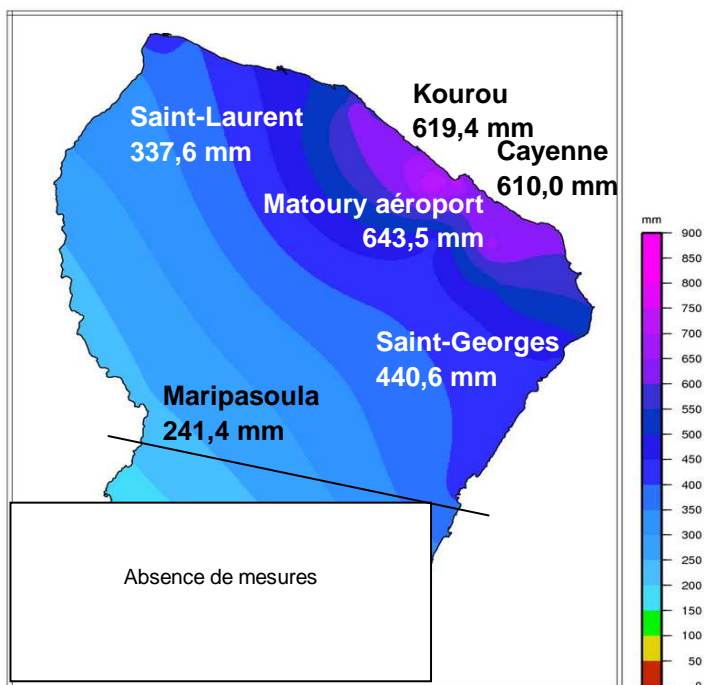 Kourou
619,4 mm
Saint-Laurent
337,6 mm
Cayenne
610,0 mm
Matoury aéroport
643,5 mm
Saint-Georges
440,6 mm
Maripasoula
241,4 mm
Absence de mesures
mm
900
850
800
750
700
650
600
550
500
450
400
350
300
250
200
150
100
50
0